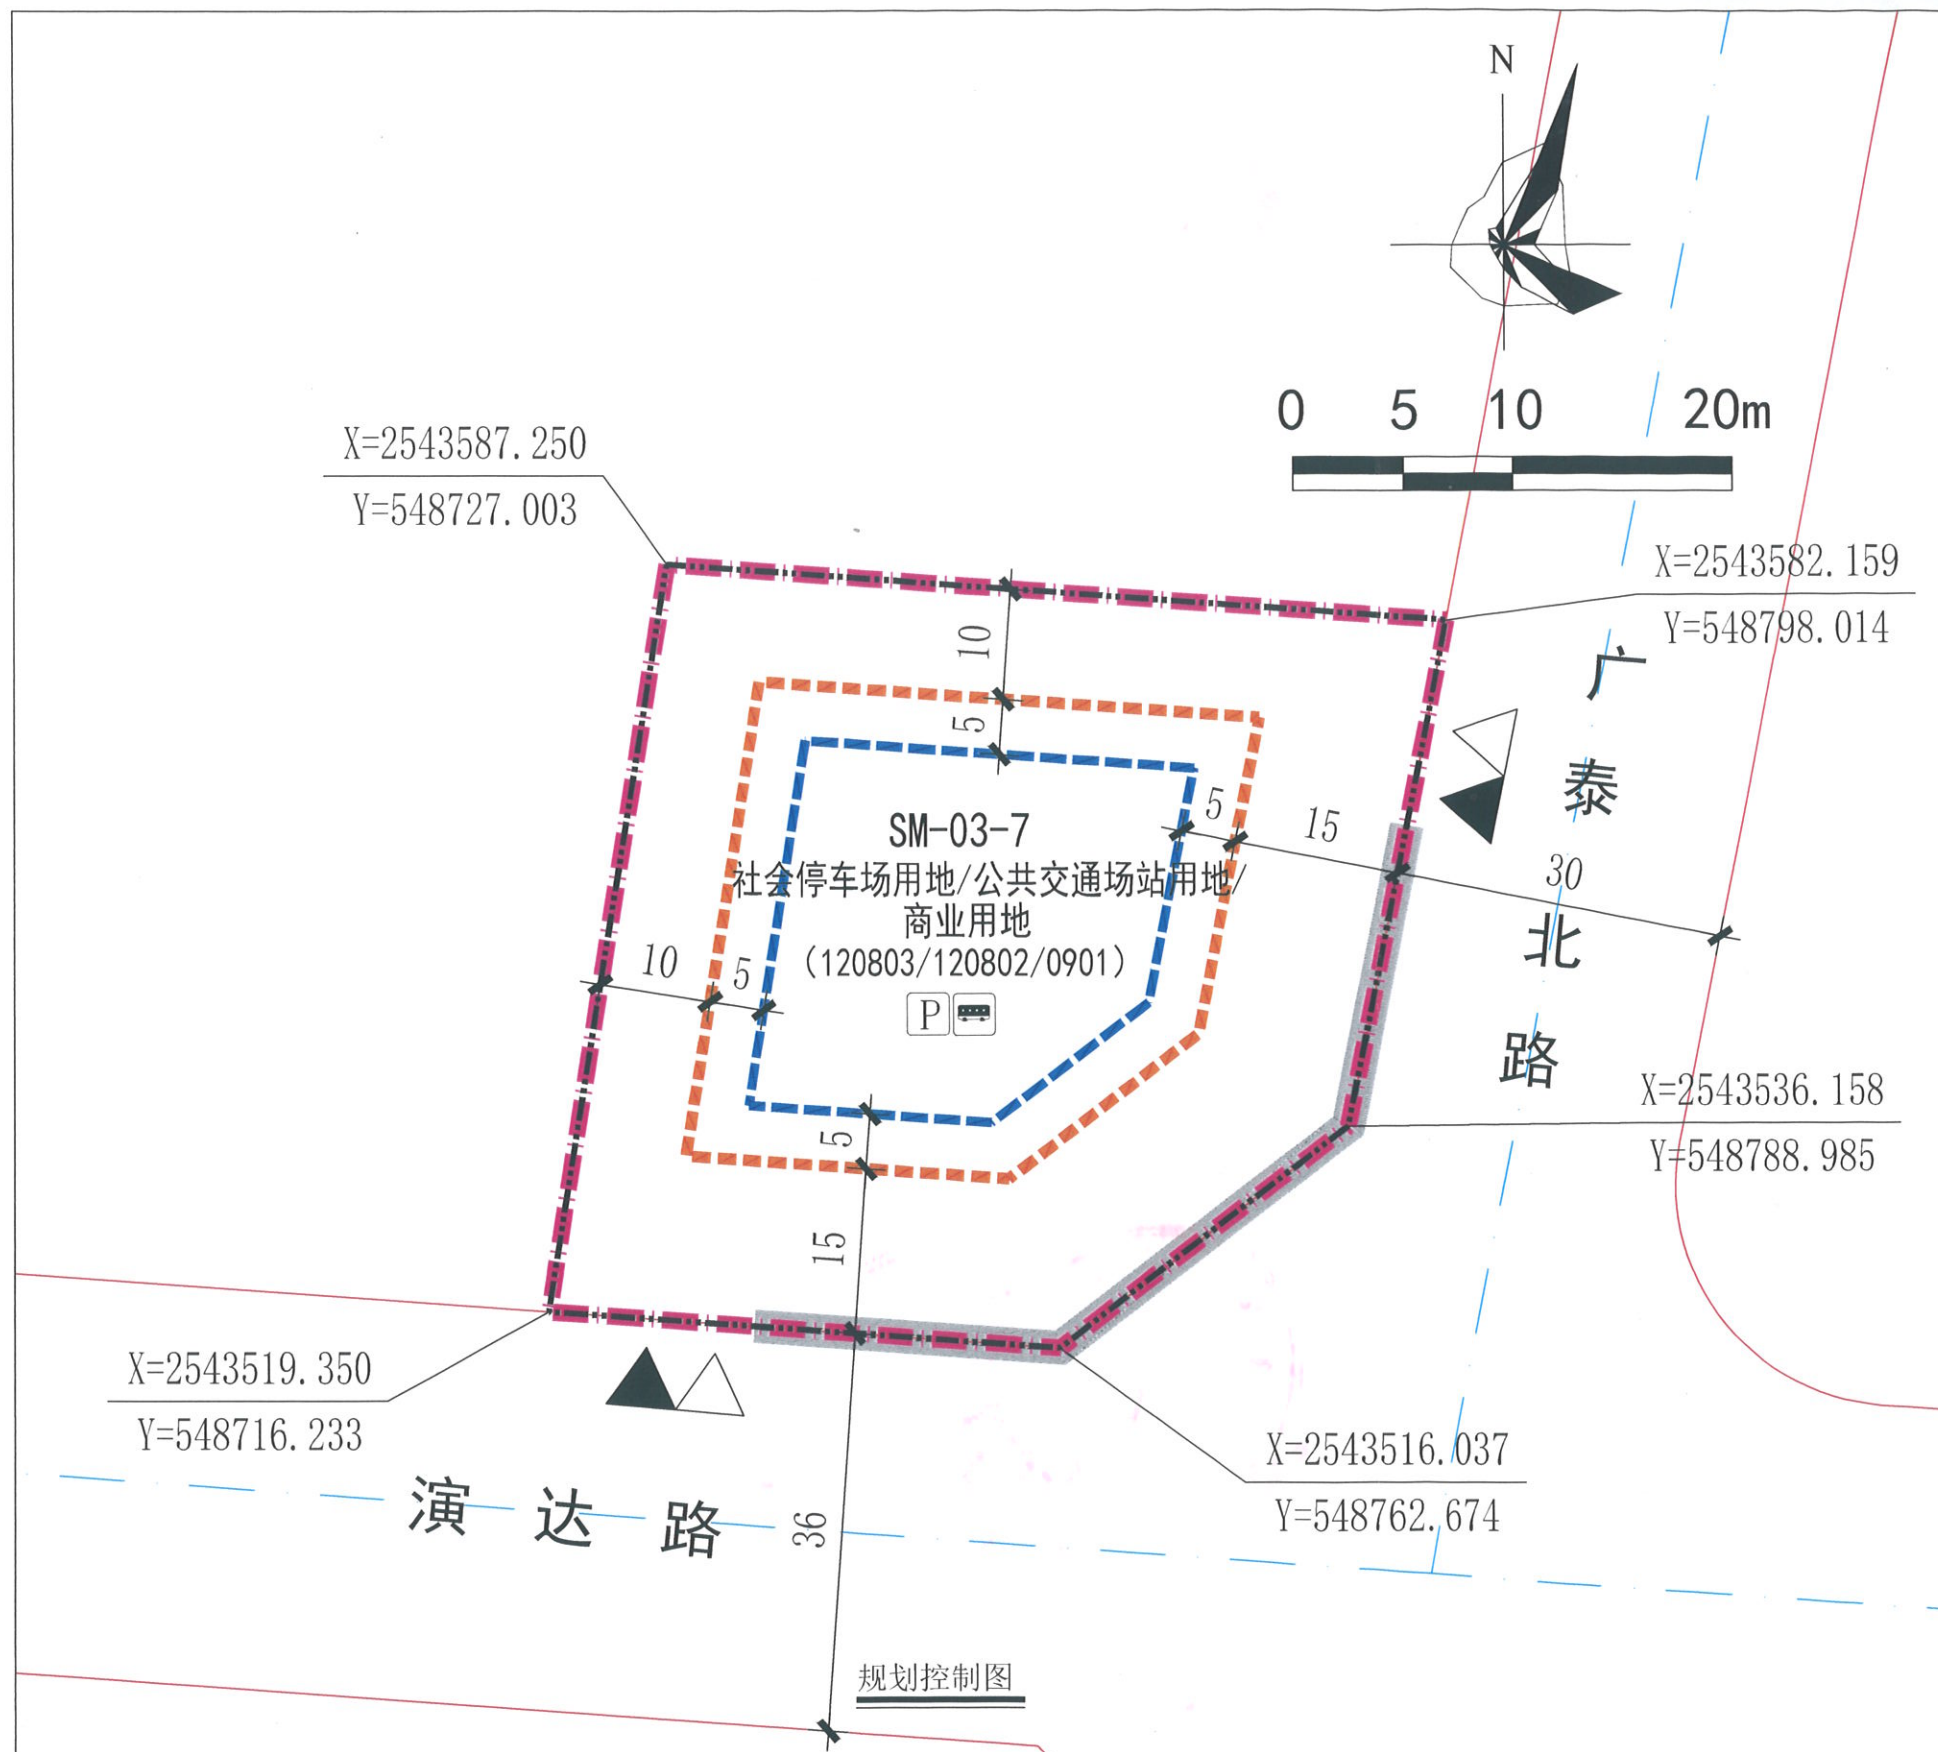 N
0 5 10 20m
X=2543587.250
Y=548727.003
X=2543582.159
Y=548798.014
10
5
SM-03-7
社会停车场用地/公共交通场站用地/
商业用地
(120803/120802/0901)
P
5
15
30
10
5
广泰北路
X=2543536.158
Y=548788.985
5
15
X=2543519.350
Y=548716.233
X=2543516.037
Y=548762.674
演达路
36
规划控制图